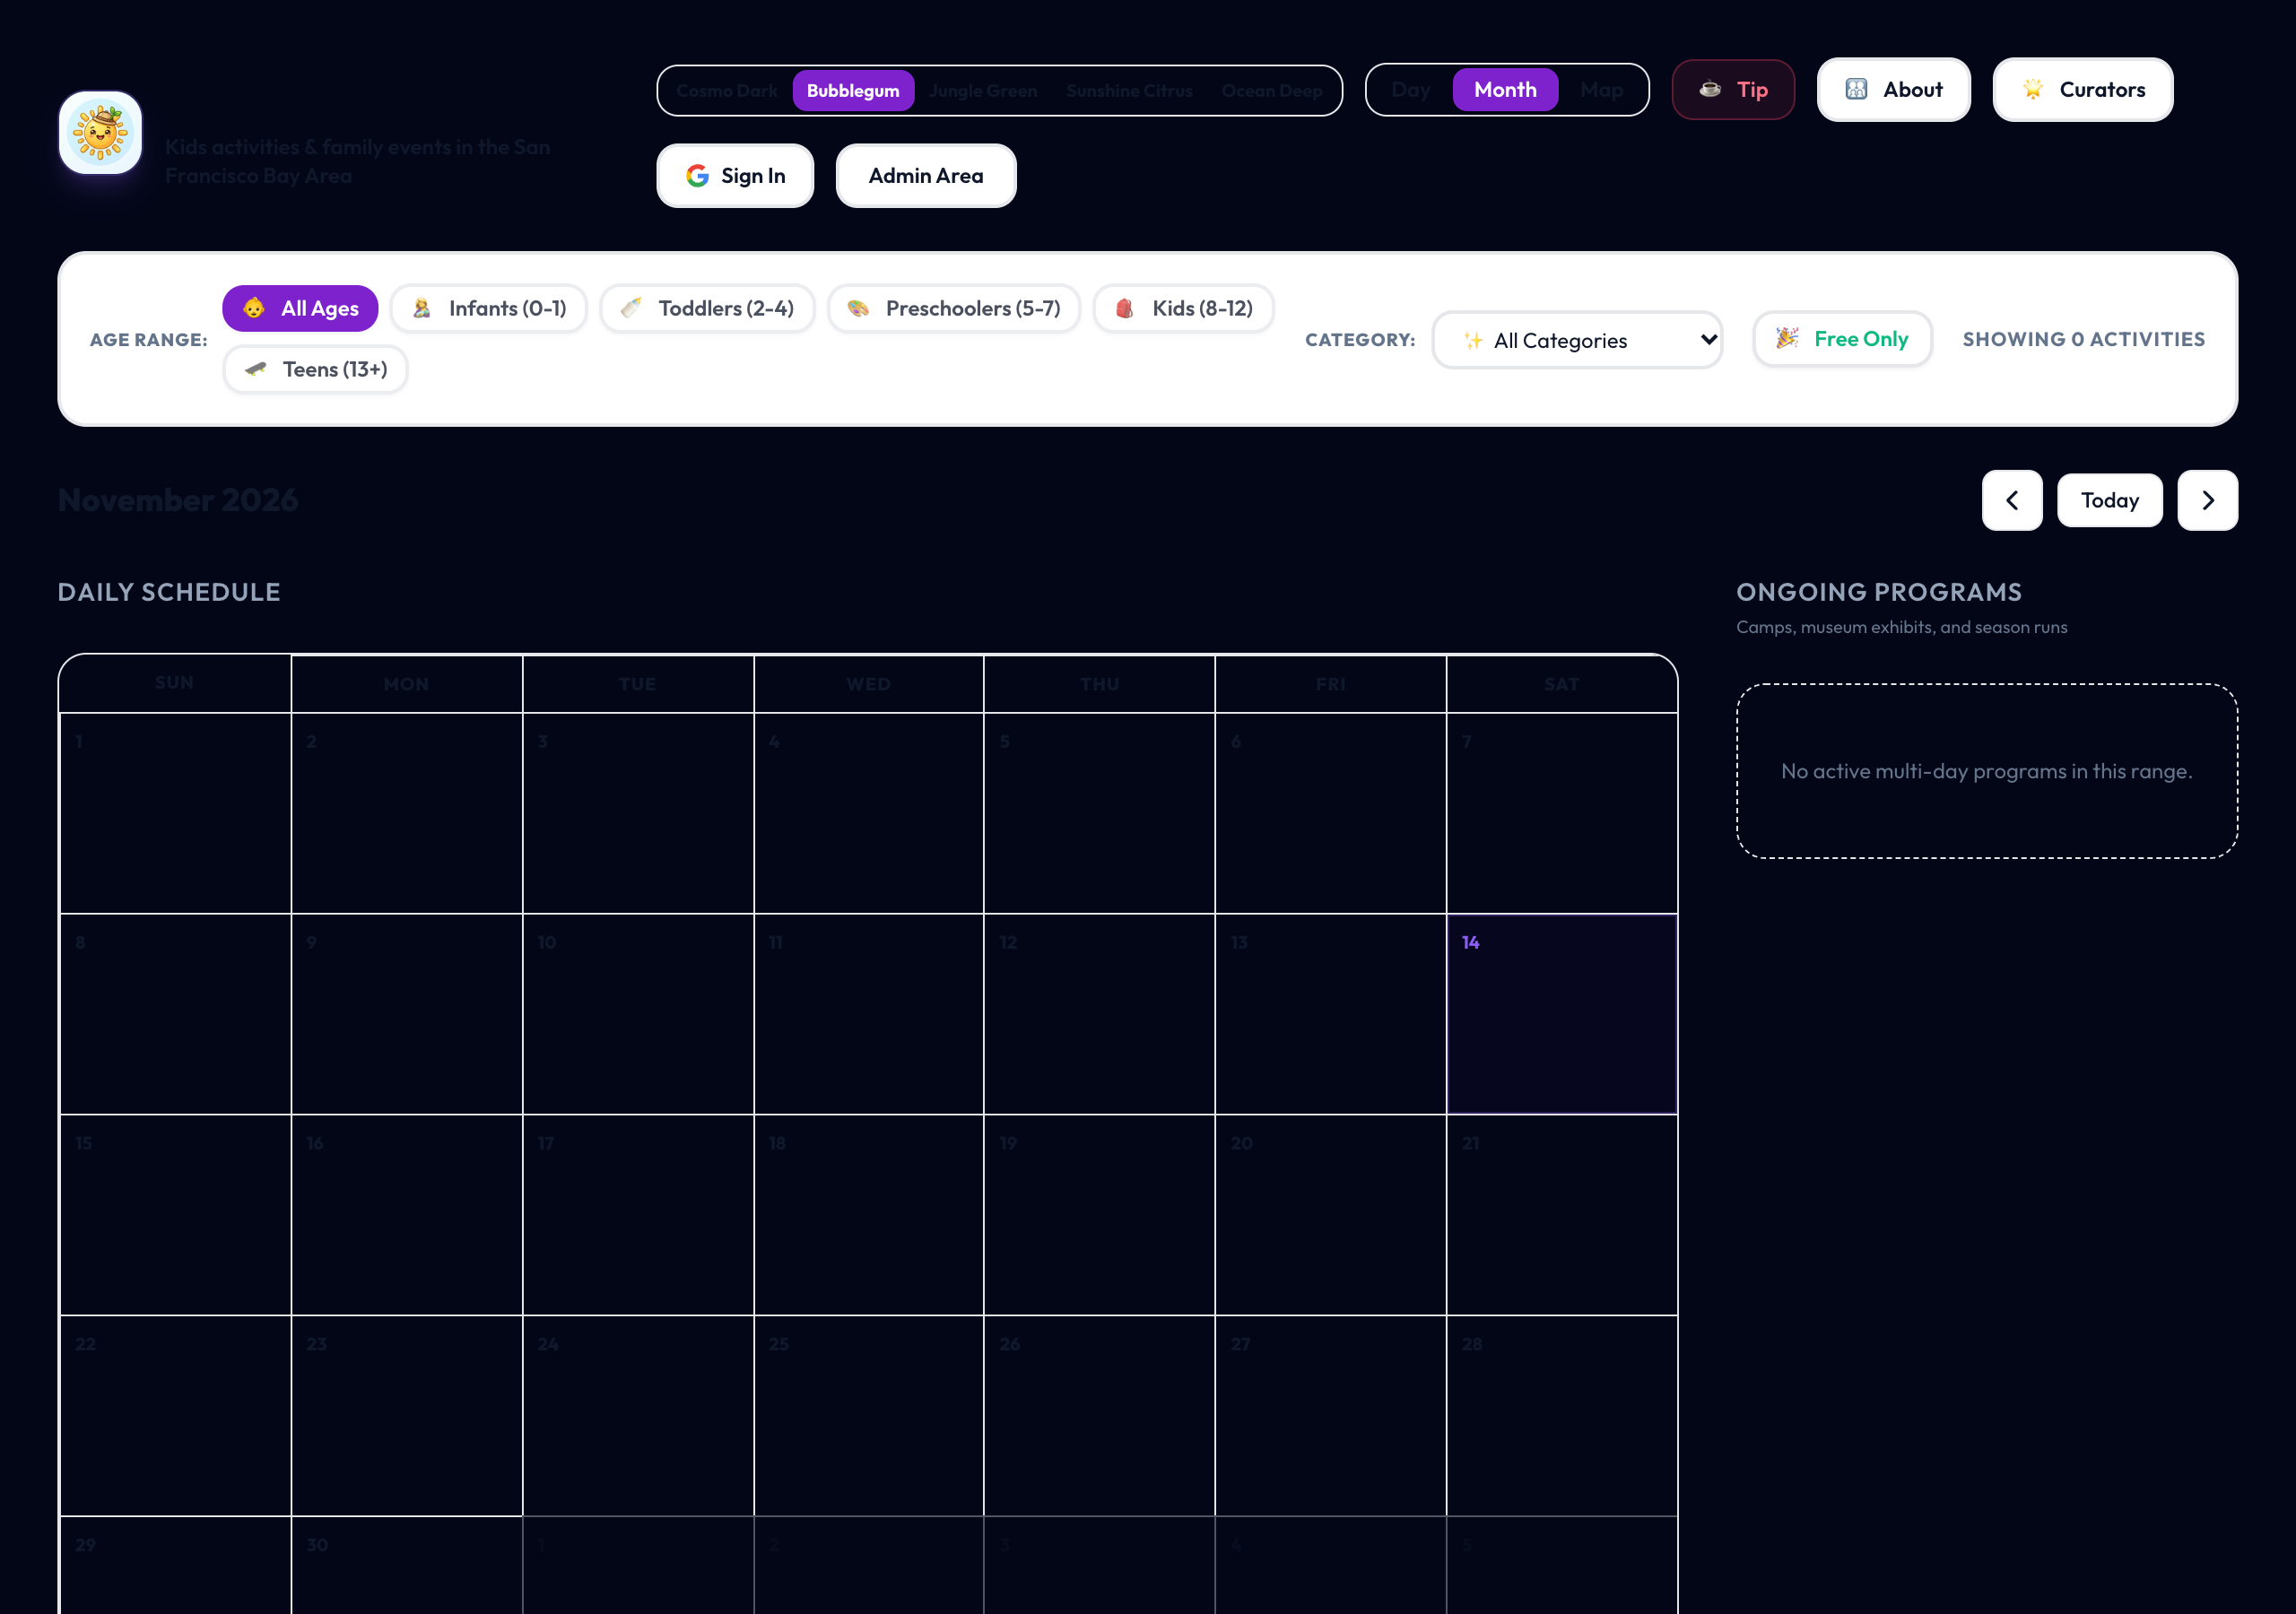 Cosmo Dark Bubblegum Jungle Green Sunshine Citrus Ocean Deep
Day Month Map
Tip
About
Curators
Kids activities & family events in the San
Francisco Bay Area
Sign In
Admin Area
AGE RANGE:
All Ages
Infants (0-1)
Toddlers (2-4)
Preschoolers (5-7)
Kids (8-12)
Teens (13+)
CATEGORY:
All Categories
Free Only
SHOWING 0 ACTIVITIES
November 2026
Today
DAILY SCHEDULE
SUN MON TUE WED THU FRI SAT
1 2 3 4 5 6 7
8 9 10 11 12 13 14
15 16 17 18 19 20 21
22 23 24 25 26 27 28
29 30 1 2 3 4 5
ONGOING PROGRAMS
Camps, museum exhibits, and season runs
No active multi-day programs in this range.